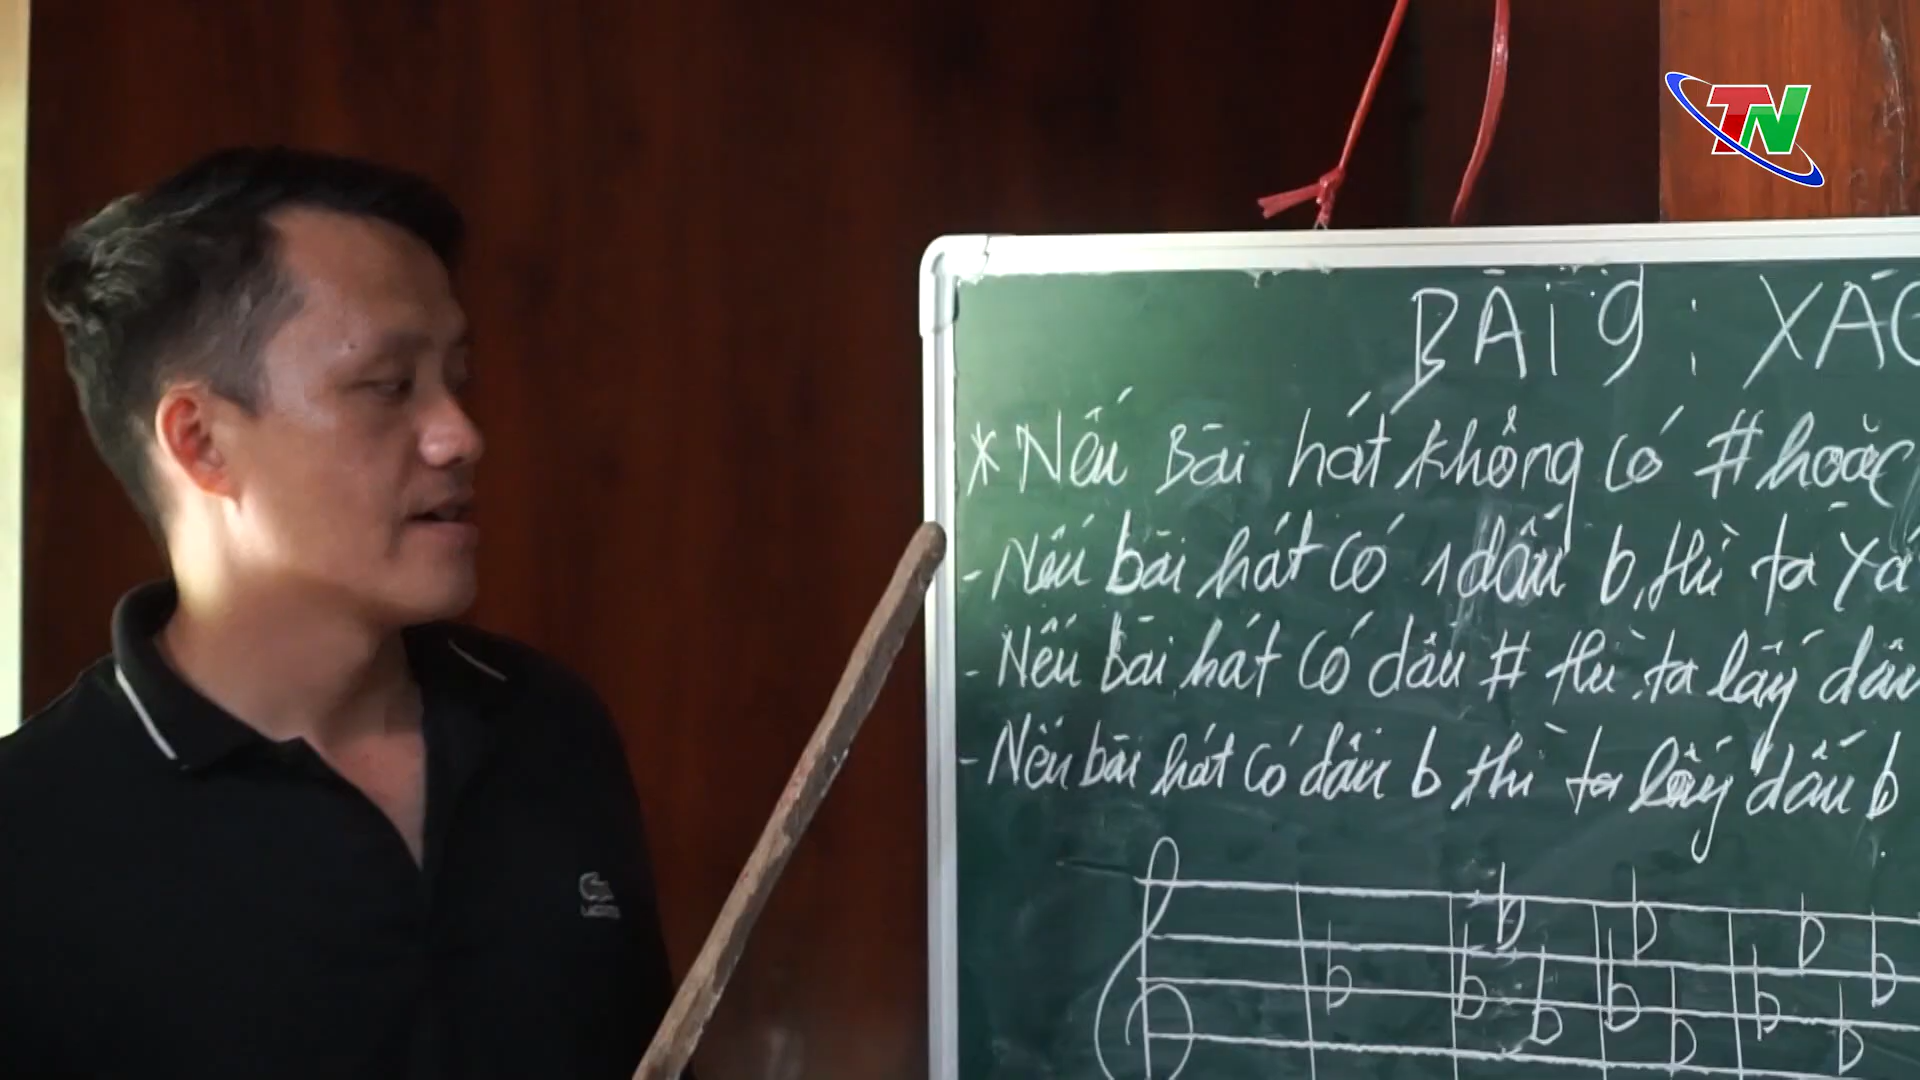 TN
BÀI 9: XÁC
* Nếu Bài hát không có # hoặc
- Nếu bài hát có 1 dấu b, thì ta xá
- Nếu bài hát có dấu # thì ta lấy dấu
- Nếu bài hát có dấu b thì ta lấy dấu b
b b b b b b b b b b b